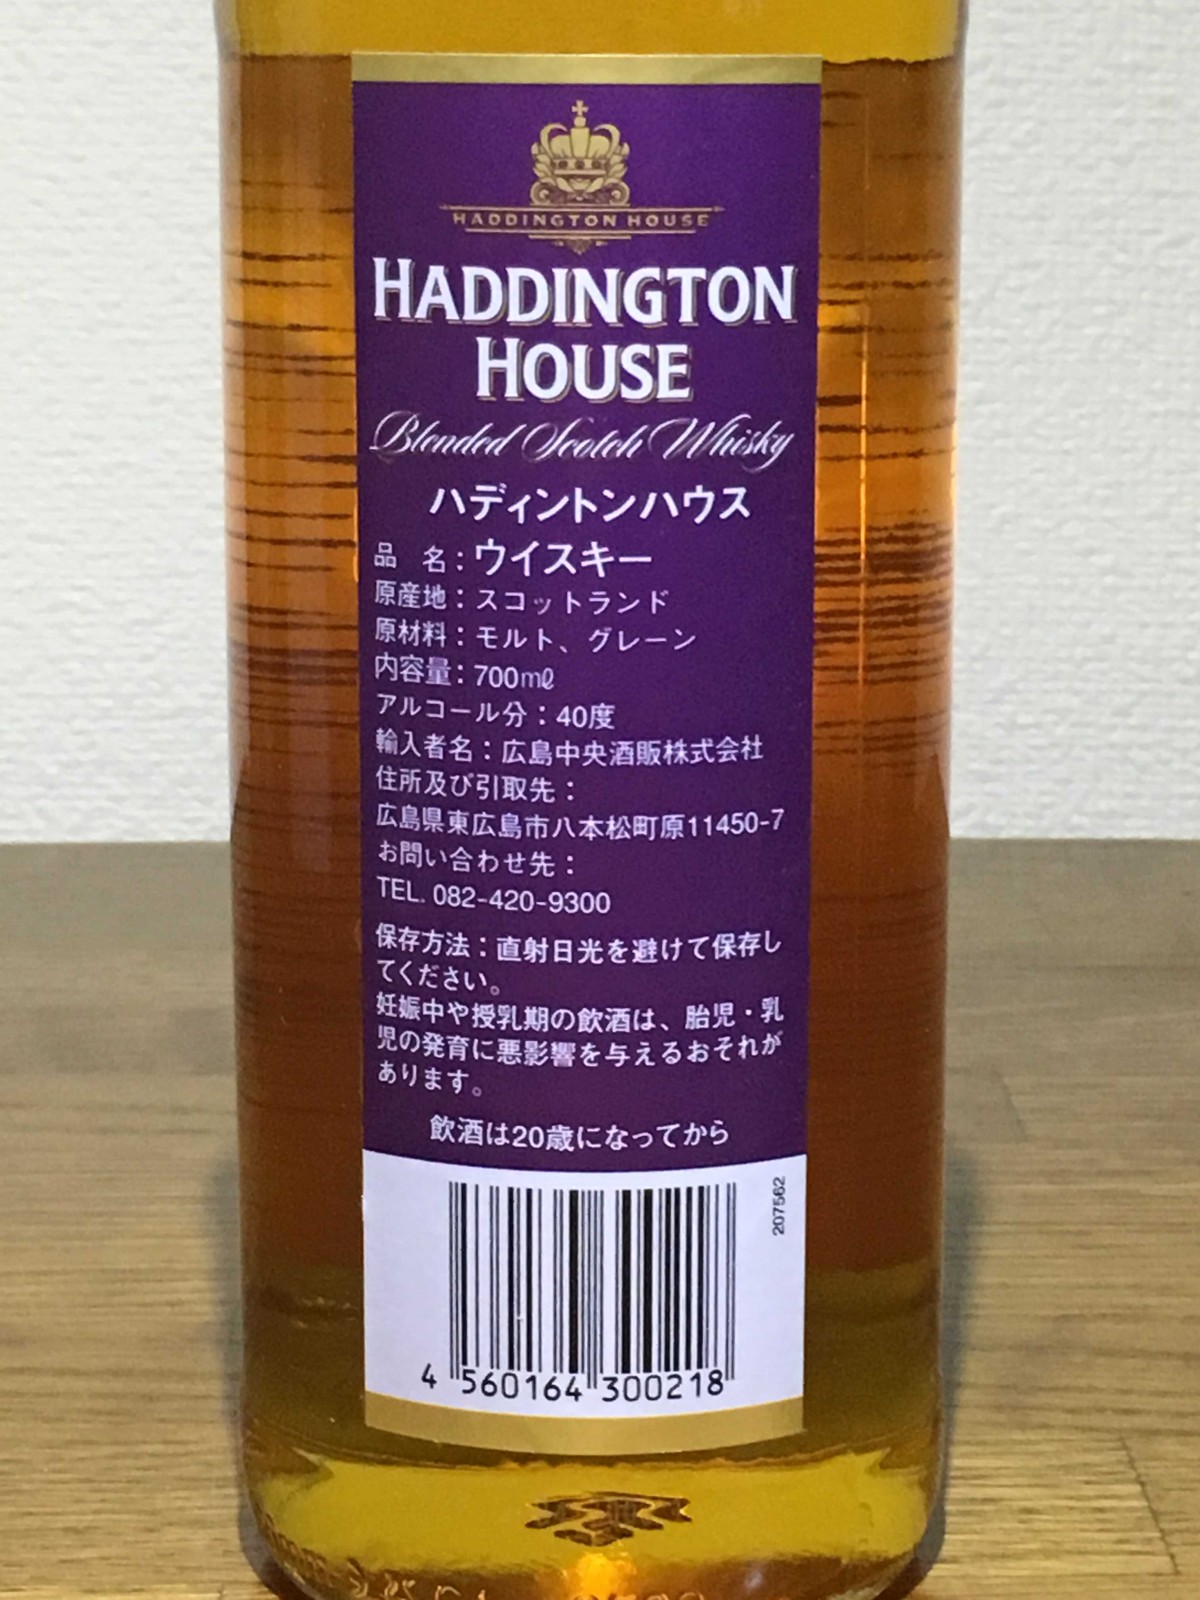 HADDINGTON HOUSE
HADDINGTON
HOUSE
Blended Scotch Whisky
ハディントンハウス
品 名：ウイスキー
原産地：スコットランド
原材料：モルト、グレーン
内容量：700mℓ
アルコール分：40度
輸入者名：広島中央酒販株式会社
住所及び引取先：
広島県東広島市八本松町原11450-7
お問い合わせ先：
TEL. 082-420-9300
保存方法：直射日光を避けて保存し
てください。
妊娠中や授乳期の飲酒は、胎児・乳
児の発育に悪影響を与えるおそれが
あります。
飲酒は20歳になってから
207562
4 560164 300218